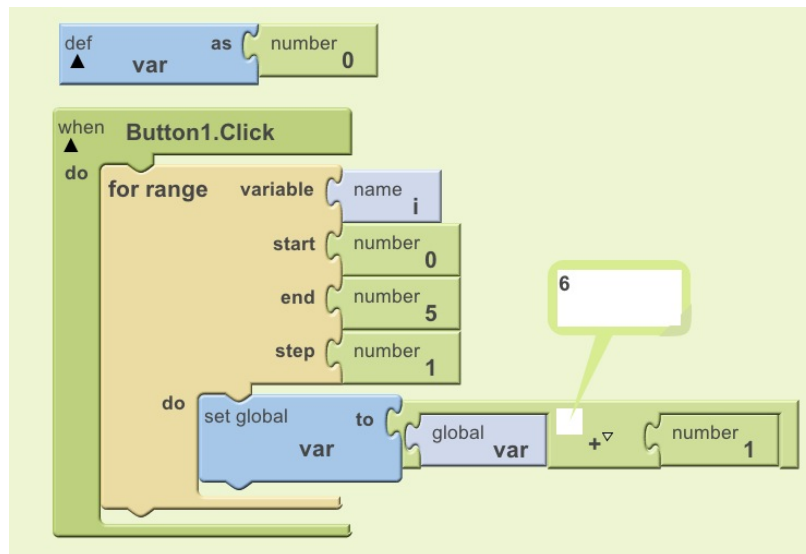 def as number
var 0
when Button1.Click
do
for range variable name
i
start number
0
end number
5
step number
1
6
do
set global to global + number
var var 1